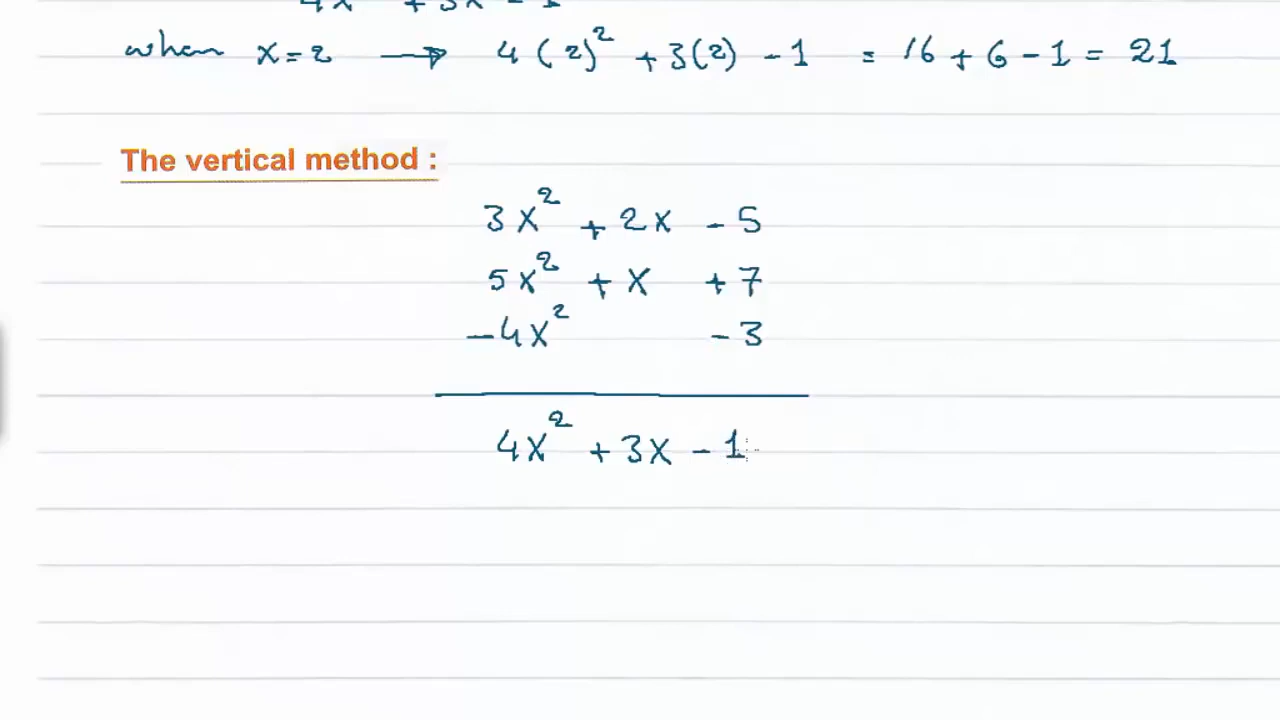 when x = 2 → 4 (2)² + 3(2) - 1 = 16 + 6 - 1 = 21
The vertical method :
3x² + 2x - 5
5x² + x + 7
-4x² - 3
4x² + 3x - 1